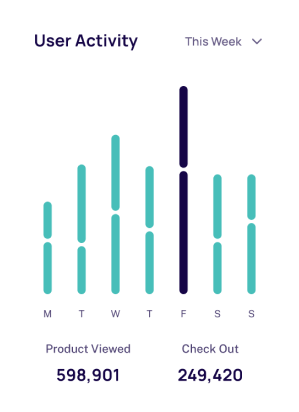 User Activity
This Week
M T W T F S S
Product Viewed
Check Out
598,901
249,420